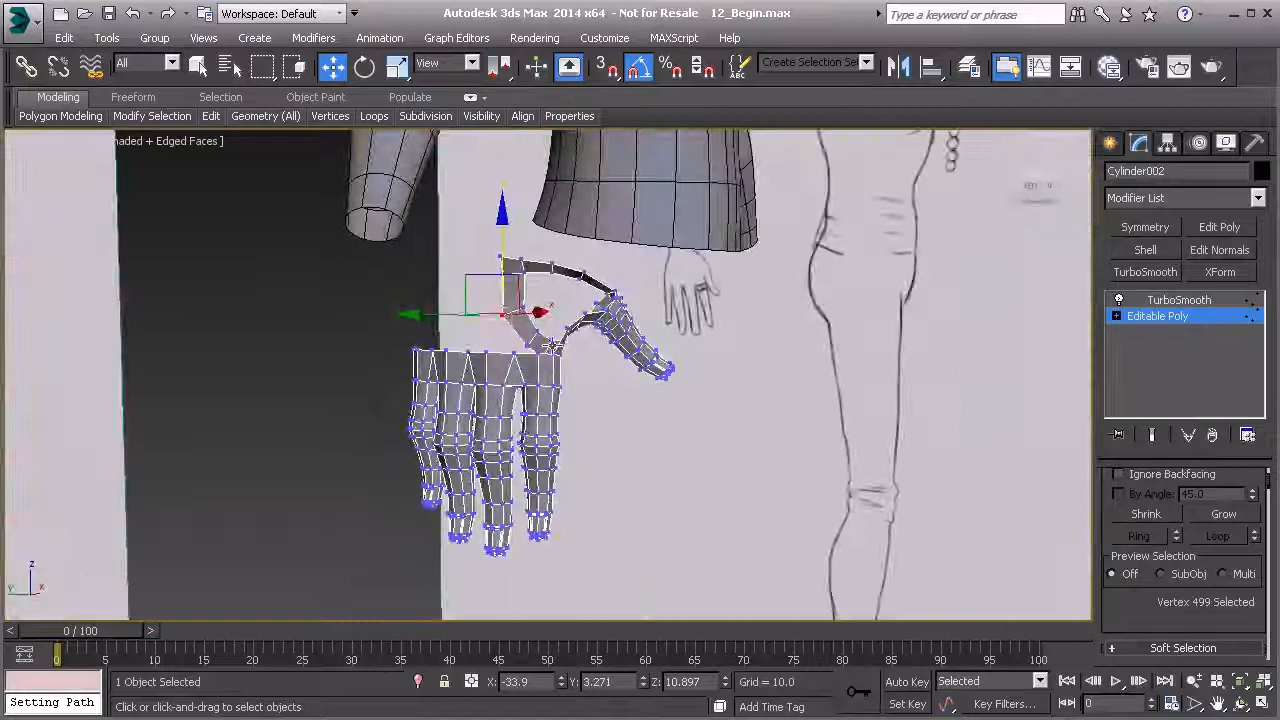 Workspace: Default
Autodesk 3ds Max 2014 x64 - Not for Resale 12_Begin.max
Type a keyword or phrase
Edit Tools Group Views Create Modifiers Animation Graph Editors Rendering Customize MAXScript Help
All View Create Selection Se
Modeling Freeform Selection Object Paint Populate
Polygon Modeling Modify Selection Edit Geometry (All) Vertices Loops Subdivision Visibility Align Properties
haded + Edged Faces ]
Cylinder002
Modifier List
Symmetry Edit Poly
Shell Edit Normals
TurboSmooth XForm
TurboSmooth
Editable Poly
Ignore Backfacing
By Angle: 45.0
Shrink Grow
Ring Loop
Preview Selection
Off SubObj Multi
Vertex 499 Selected
Soft Selection
x
z
y x
0 / 100
0 5 10 15 20 25 30 35 40 45 50 55 60 65 70 75 80 85 90 95 100
1 Object Selected X: -33.9 Y: 3.271 Z: 10.897 Grid = 10.0 Auto Key Selected
Setting Path Click or click-and-drag to select objects Add Time Tag Set Key Key Filters... 0